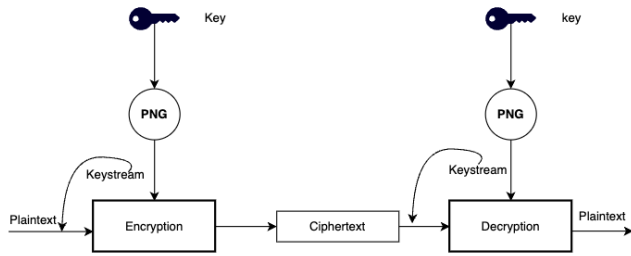 Key
key
PNG
PNG
Keystream
Keystream
Plaintext
Encryption
Ciphertext
Decryption
Plaintext